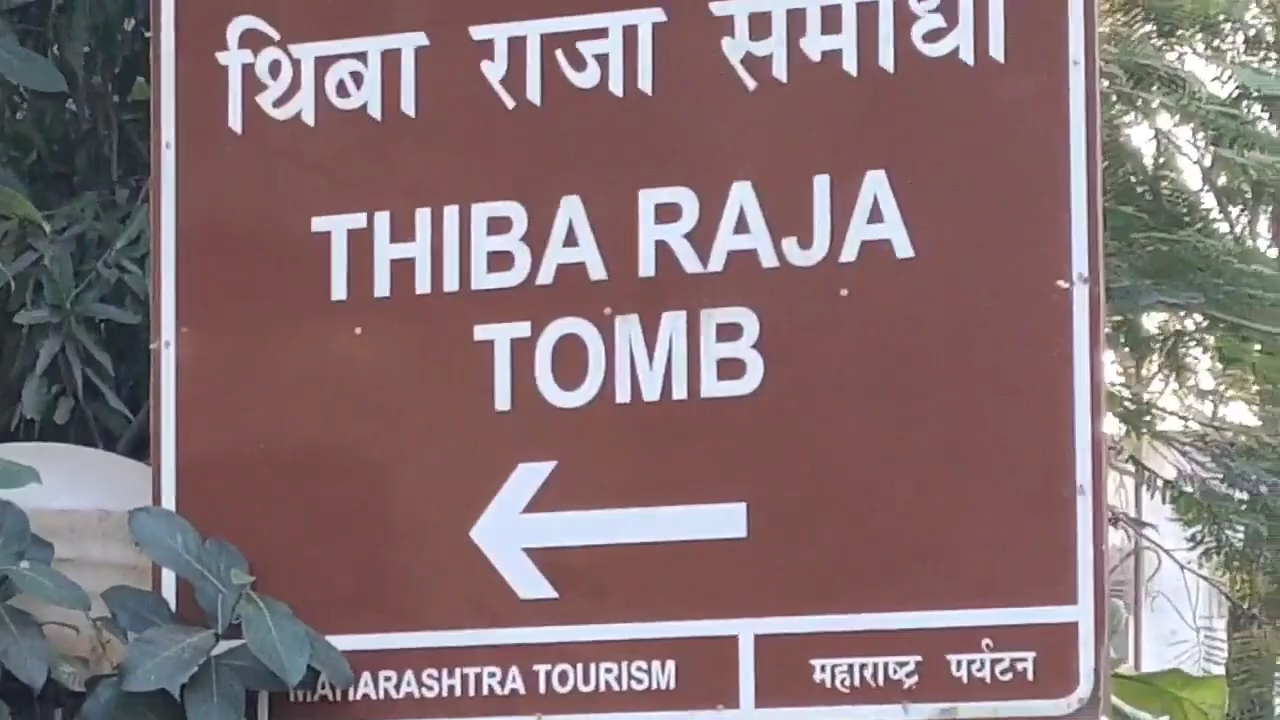 थिबा राजा समाधी
THIBA RAJA
TOMB
MAHARASHTRA TOURISM
महाराष्ट्र पर्यटन